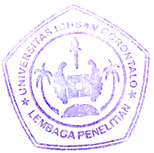 UNIVERSITAS ICHSAN GORONTALO
LEMBAGA PENELITIAN